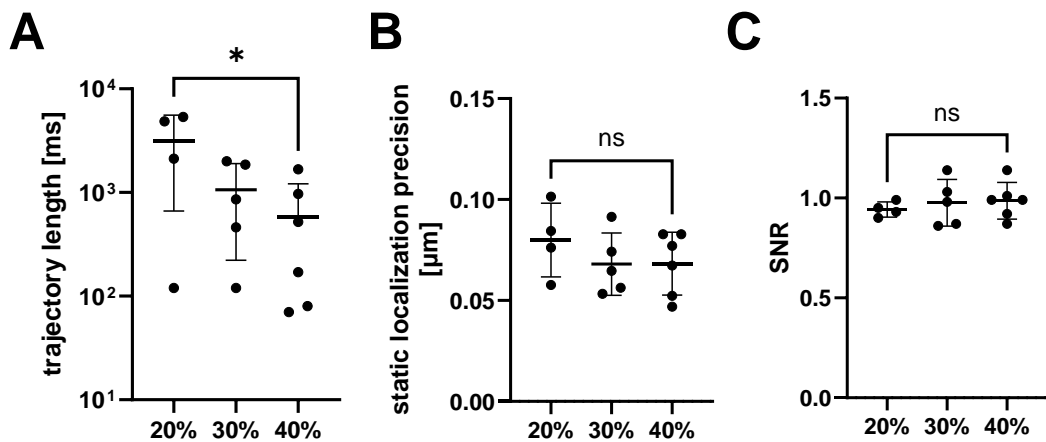 A
B
C
*
ns
ns
trajectory length [ms]
10⁴
10³
10²
10¹
20% 30% 40%
static localization precision
[µm]
0.15
0.10
0.05
0.00
20% 30% 40%
SNR
1.5
1.0
0.5
0.0
20% 30% 40%